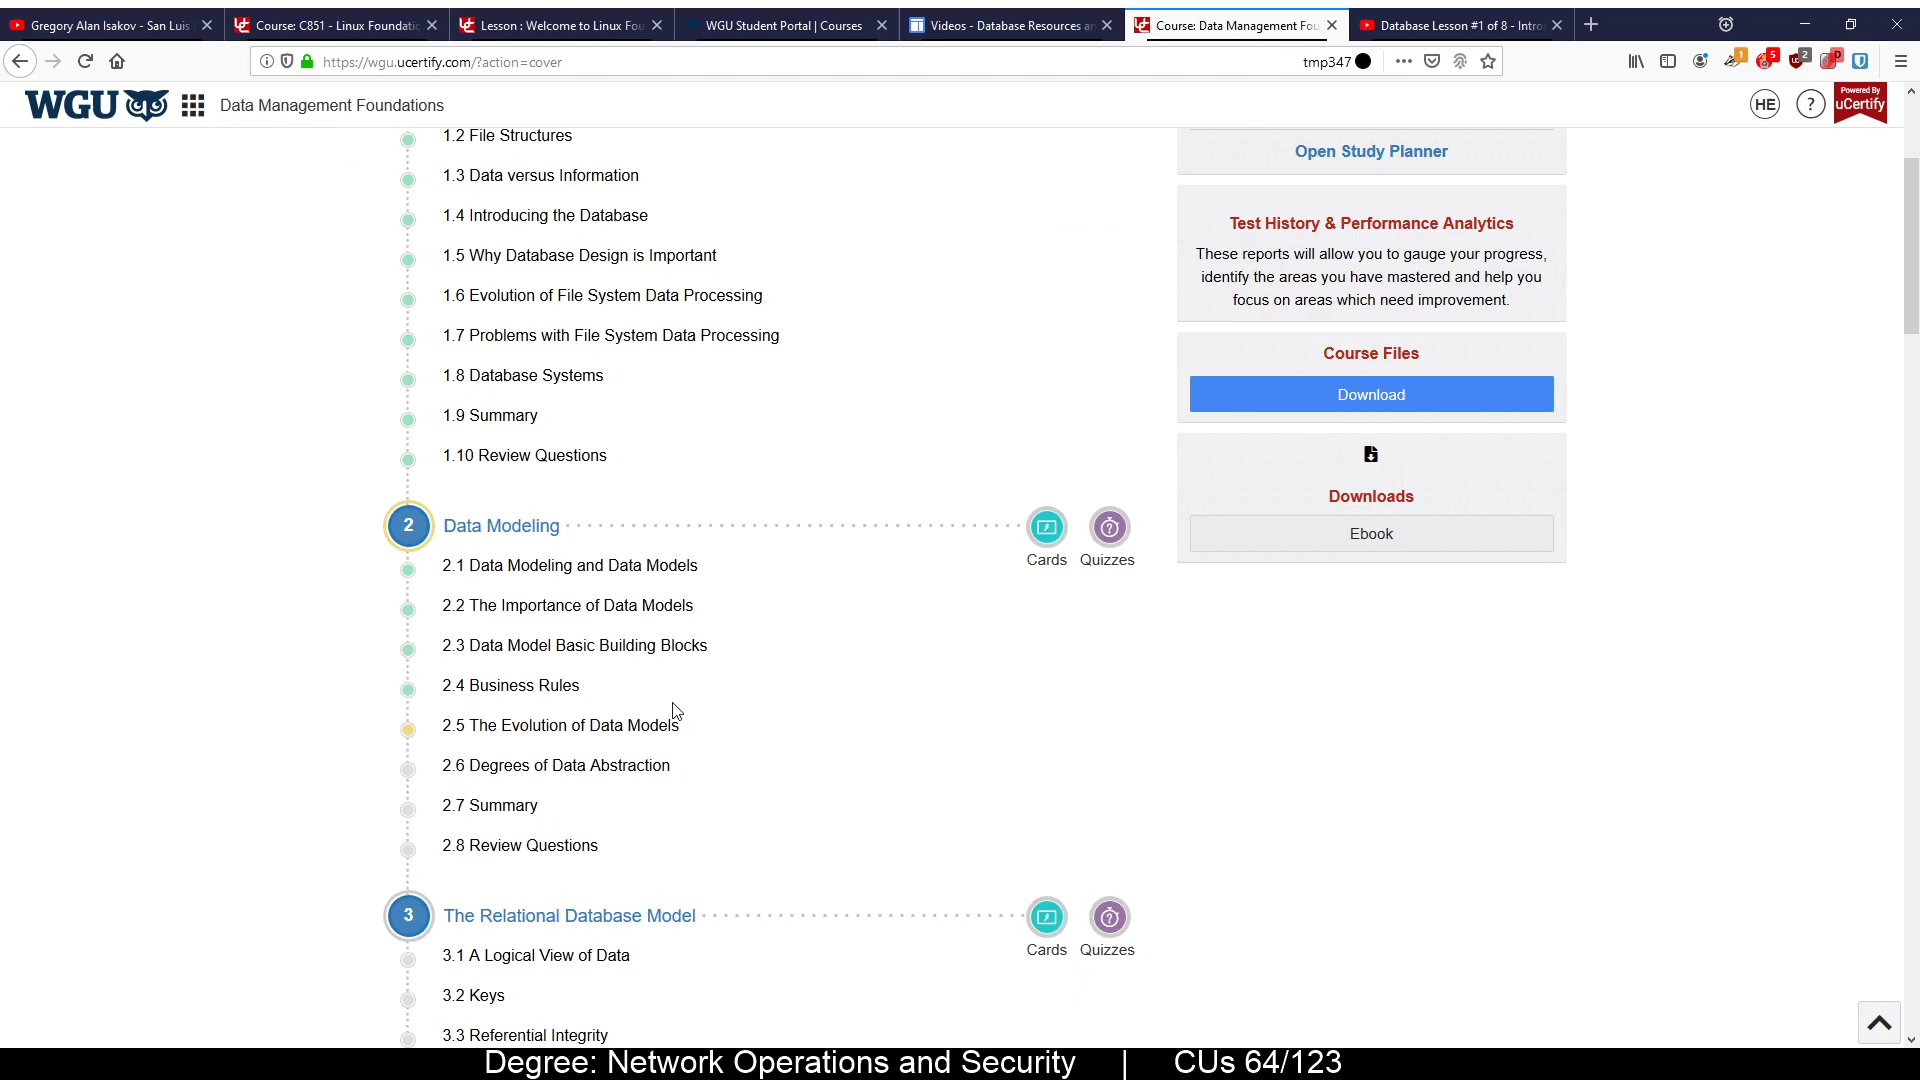 Gregory Alan Isakov - San Luis
Course: C851 - Linux Foundatic
Lesson : Welcome to Linux Fou
WGU Student Portal | Courses
Videos - Database Resources a
Course: Data Management Fou
Database Lesson #1 of 8 - Intro
https://wgu.ucertify.com/?action=cover
tmp347
1
5
2
D
WGU
Data Management Foundations
HE
?
Powered By
uCertify
1.2 File Structures
1.3 Data versus Information
1.4 Introducing the Database
1.5 Why Database Design is Important
1.6 Evolution of File System Data Processing
1.7 Problems with File System Data Processing
1.8 Database Systems
1.9 Summary
1.10 Review Questions
2
Data Modeling
Cards
Quizzes
2.1 Data Modeling and Data Models
2.2 The Importance of Data Models
2.3 Data Model Basic Building Blocks
2.4 Business Rules
2.5 The Evolution of Data Models
2.6 Degrees of Data Abstraction
2.7 Summary
2.8 Review Questions
3
The Relational Database Model
Cards
Quizzes
3.1 A Logical View of Data
3.2 Keys
3.3 Referential Integrity
Open Study Planner
Test History & Performance Analytics
These reports will allow you to gauge your progress,
identify the areas you have mastered and help you
focus on areas which need improvement.
Course Files
Download
Downloads
Ebook
Degree: Network Operations and Security | CUs 64/123